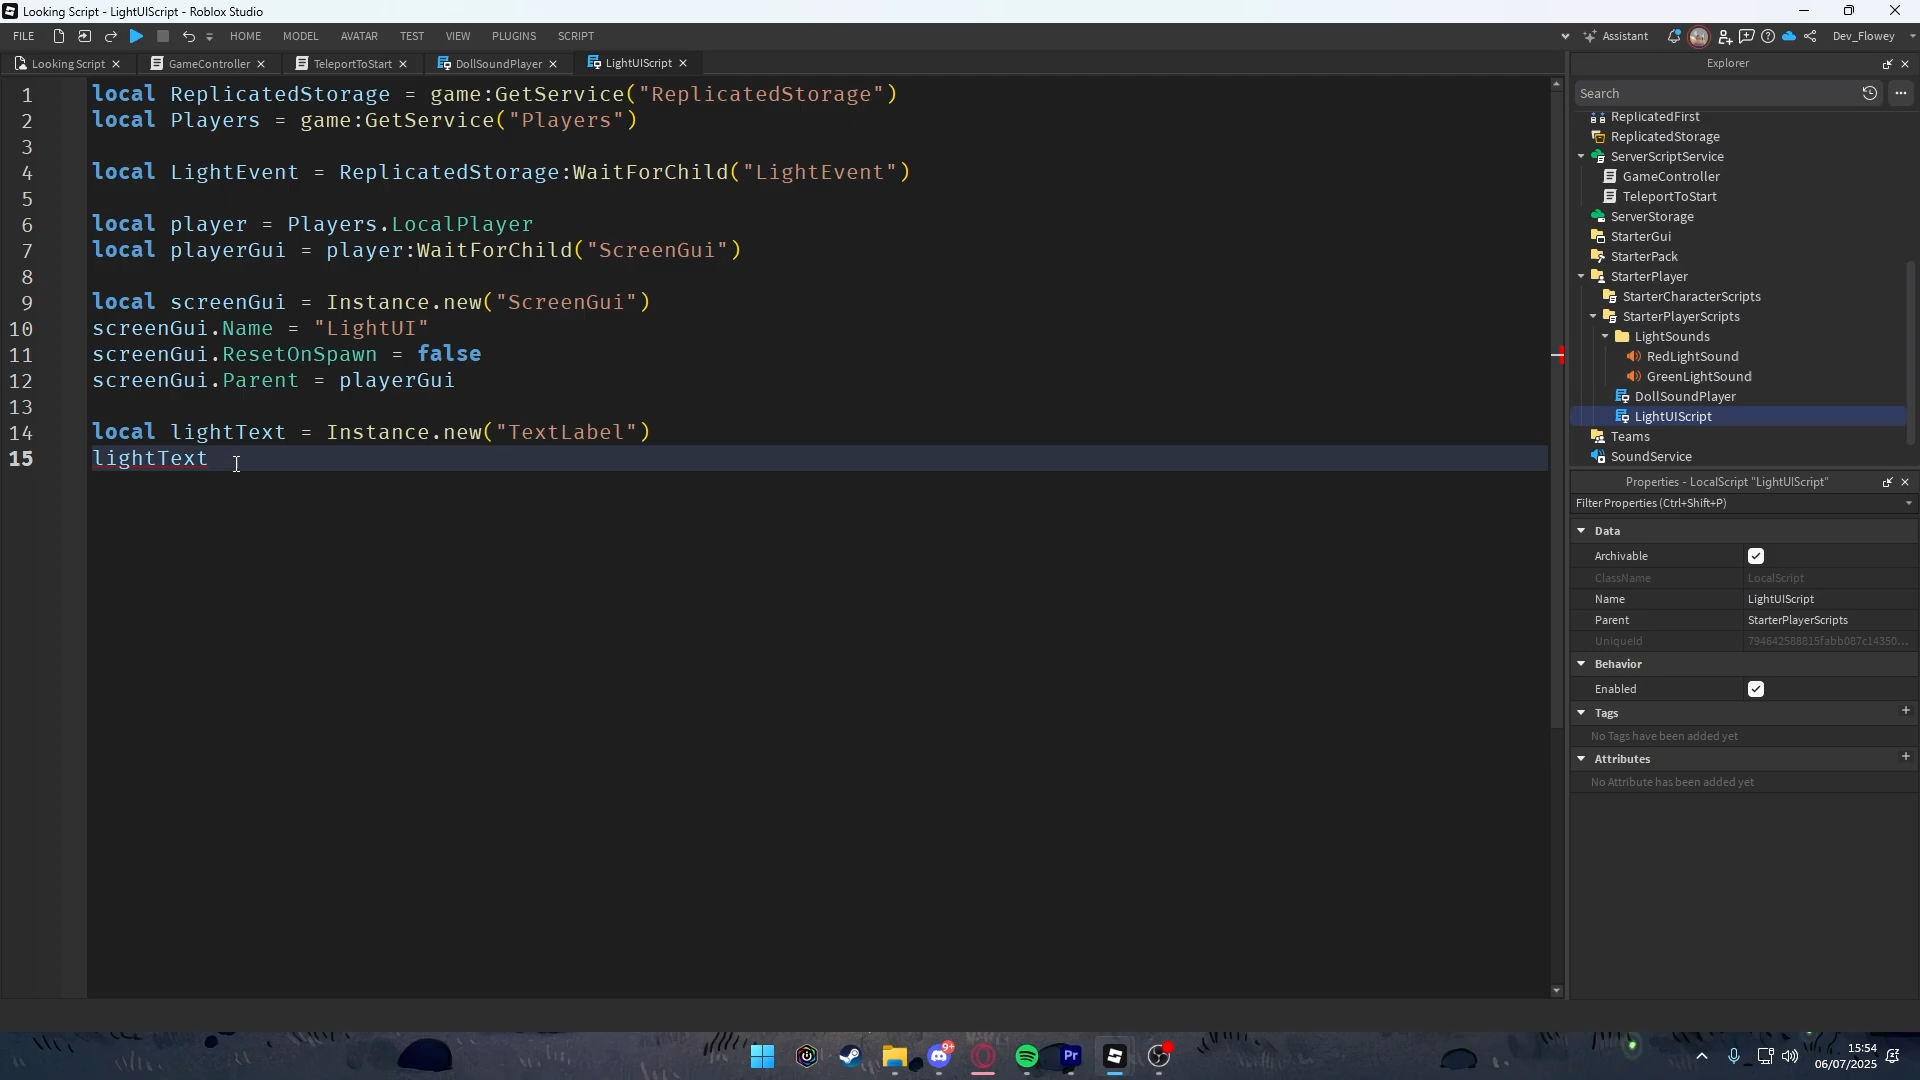 Looking Script - LightUIScript - Roblox Studio
FILE HOME MODEL AVATAR TEST VIEW PLUGINS SCRIPT Assistant Dev_Flowey
Looking Script GameController TeleportToStart DollSoundPlayer LightUIScript
1 local ReplicatedStorage = game:GetService("ReplicatedStorage")
2 local Players = game:GetService("Players")
3
4 local LightEvent = ReplicatedStorage:WaitForChild("LightEvent")
5
6 local player = Players.LocalPlayer
7 local playerGui = player:WaitForChild("ScreenGui")
8
9 local screenGui = Instance.new("ScreenGui")
10 screenGui.Name = "LightUI"
11 screenGui.ResetOnSpawn = false
12 screenGui.Parent = playerGui
13
14 local lightText = Instance.new("TextLabel")
15 lightText
Explorer
Search
ReplicatedFirst
ReplicatedStorage
ServerScriptService
GameController
TeleportToStart
ServerStorage
StarterGui
StarterPack
StarterPlayer
StarterCharacterScripts
StarterPlayerScripts
LightSounds
RedLightSound
GreenLightSound
DollSoundPlayer
LightUIScript
Teams
SoundService
Properties - LocalScript "LightUIScript"
Filter Properties (Ctrl+Shift+P)
Data
Archivable
ClassName LocalScript
Name LightUIScript
Parent StarterPlayerScripts
UniqueId 794642588815fabb087c14350...
Behavior
Enabled
Tags
No Tags have been added yet
Attributes
No Attribute has been added yet
9+
15:54
06/07/2025